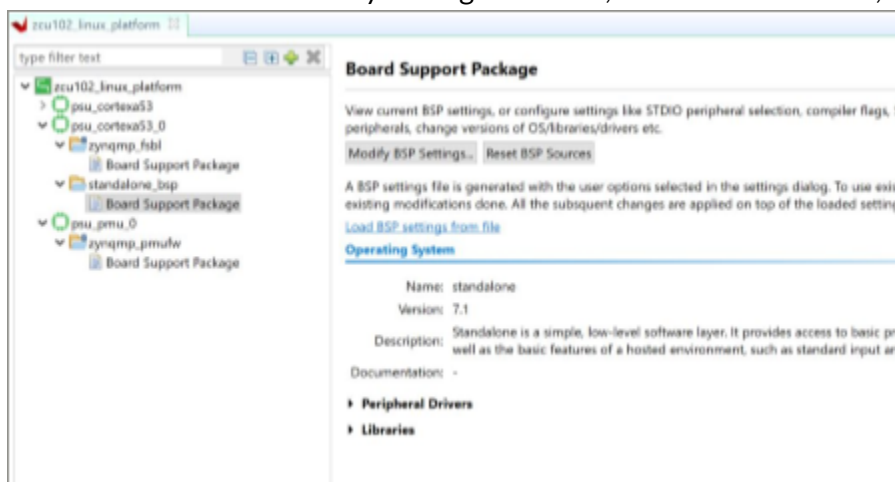 zcu102_linux_platform
type filter text
zcu102_linux_platform
psu_cortexa53
psu_cortexa53_0
zynqmp_fsbl
Board Support Package
standalone_bsp
Board Support Package
psu_pmu_0
zynqmp_pmufw
Board Support Package
Board Support Package
View current BSP settings, or configure settings like STDIO peripheral selection, compiler flags,
peripherals, change versions of OS/libraries/drivers etc.
Modify BSP Settings... Reset BSP Sources
A BSP settings file is generated with the user options selected in the settings dialog. To use
existing modifications done. All the subsequent changes are applied on top of the loaded
Load BSP settings from file
Operating System
Name: standalone
Version: 7.1
Description: Standalone is a simple, low-level software layer. It provides access to basic
well as the basic features of a hosted environment, such as standard input
Documentation: -
Peripheral Drivers
Libraries